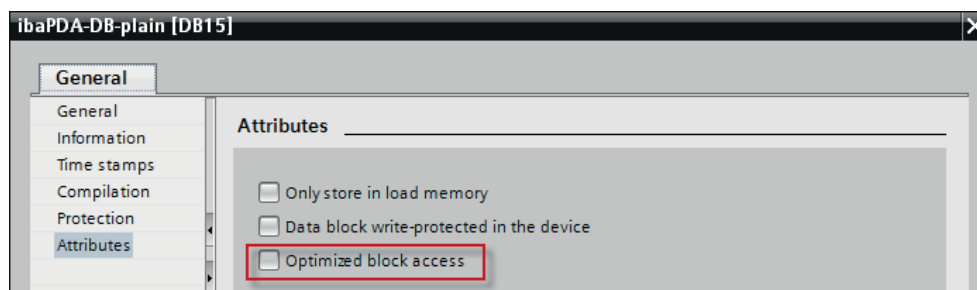 ibaPDA-DB-plain [DB15]
General
General
Information
Time stamps
Compilation
Protection
Attributes
Attributes
Only store in load memory
Data block write-protected in the device
Optimized block access